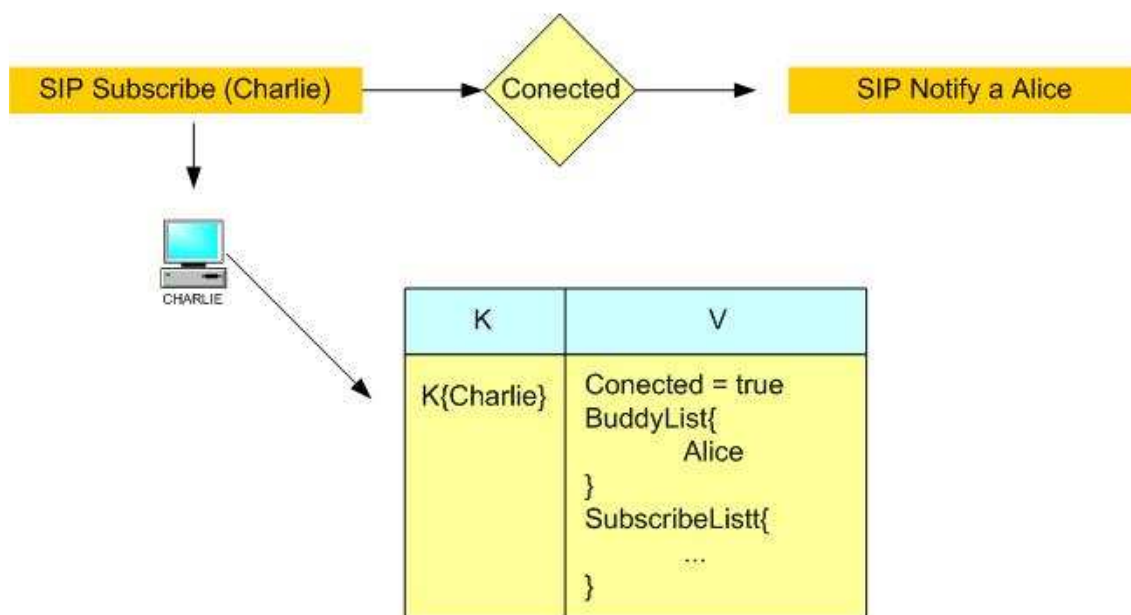 SIP Subscribe (Charlie)
Conected
SIP Notify a Alice
CHARLIE
K
V
K{Charlie}
Conected = true
BuddyList{
Alice
}
SubscribeListt{
...
}